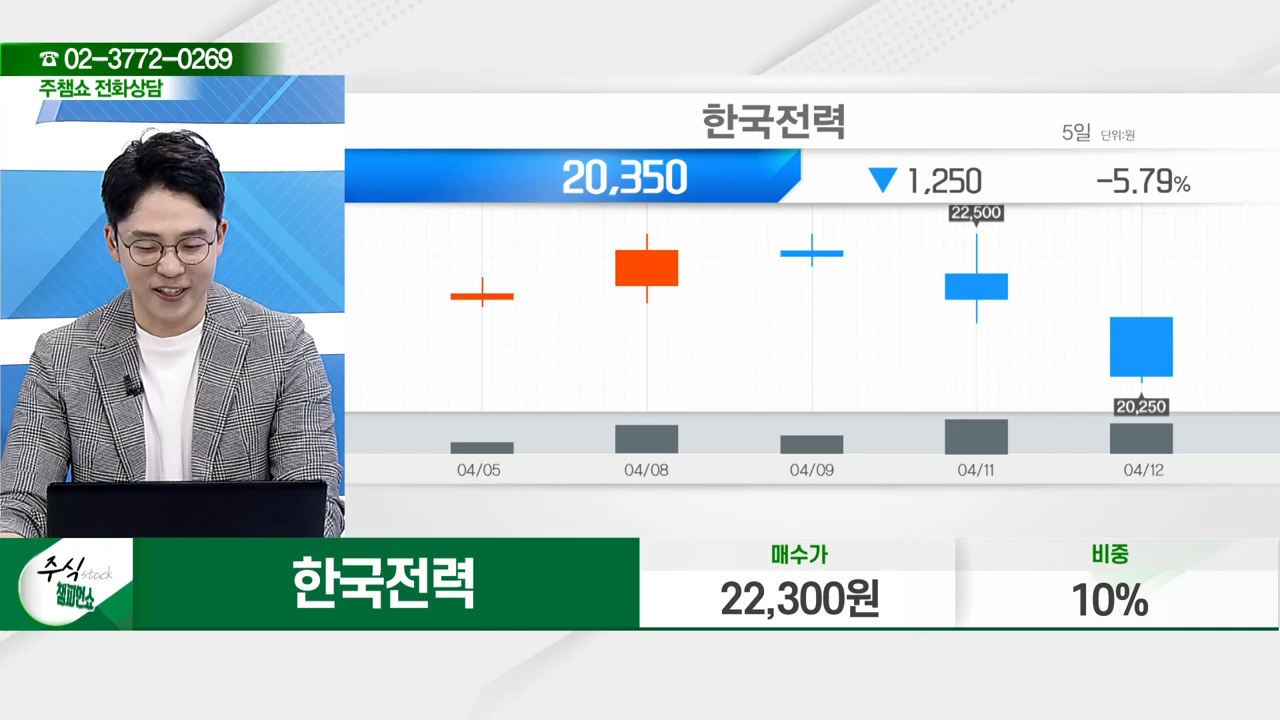 ☎ 02-3772-0269
주챔쇼 전화상담
한국전력
5일 단위:원
20,350 ▼ 1,250 -5.79%
22,500
20,250
04/05 04/08 04/09 04/11 04/12
주식 stock
챔피언쇼
한국전력
매수가
22,300원
비중
10%